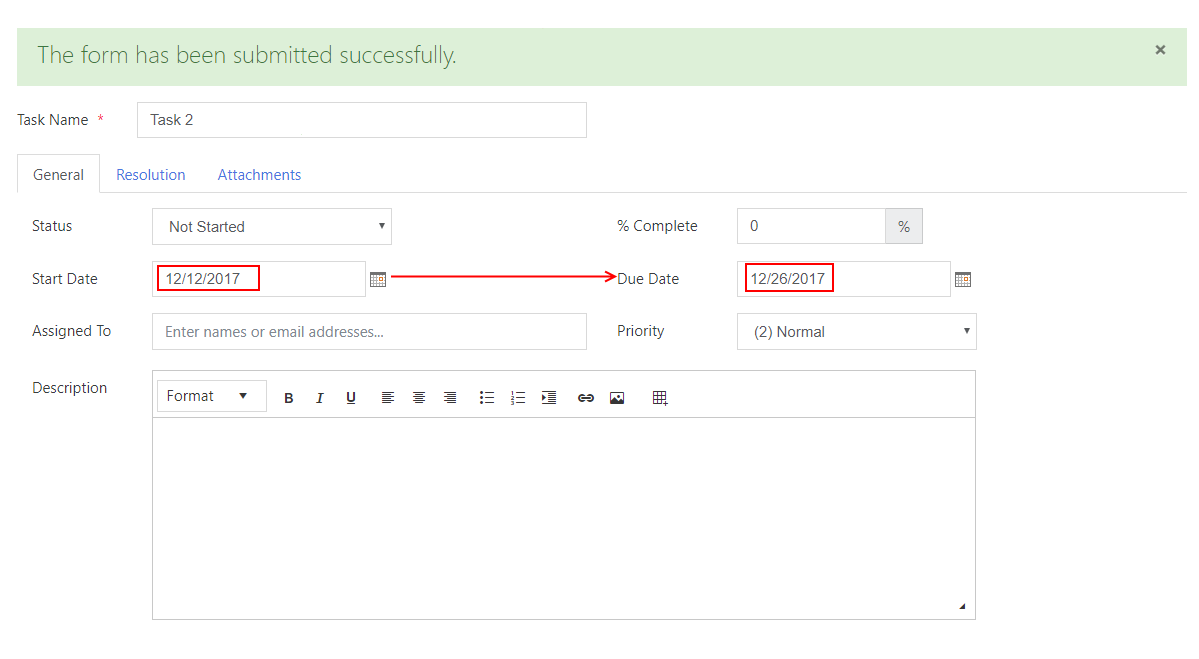 The form has been submitted successfully.
×
Task Name * Task 2
General Resolution Attachments
Status Not Started % Complete 0 %
Start Date 12/12/2017 Due Date 12/26/2017
Assigned To Enter names or email addresses... Priority (2) Normal
Description Format B I U